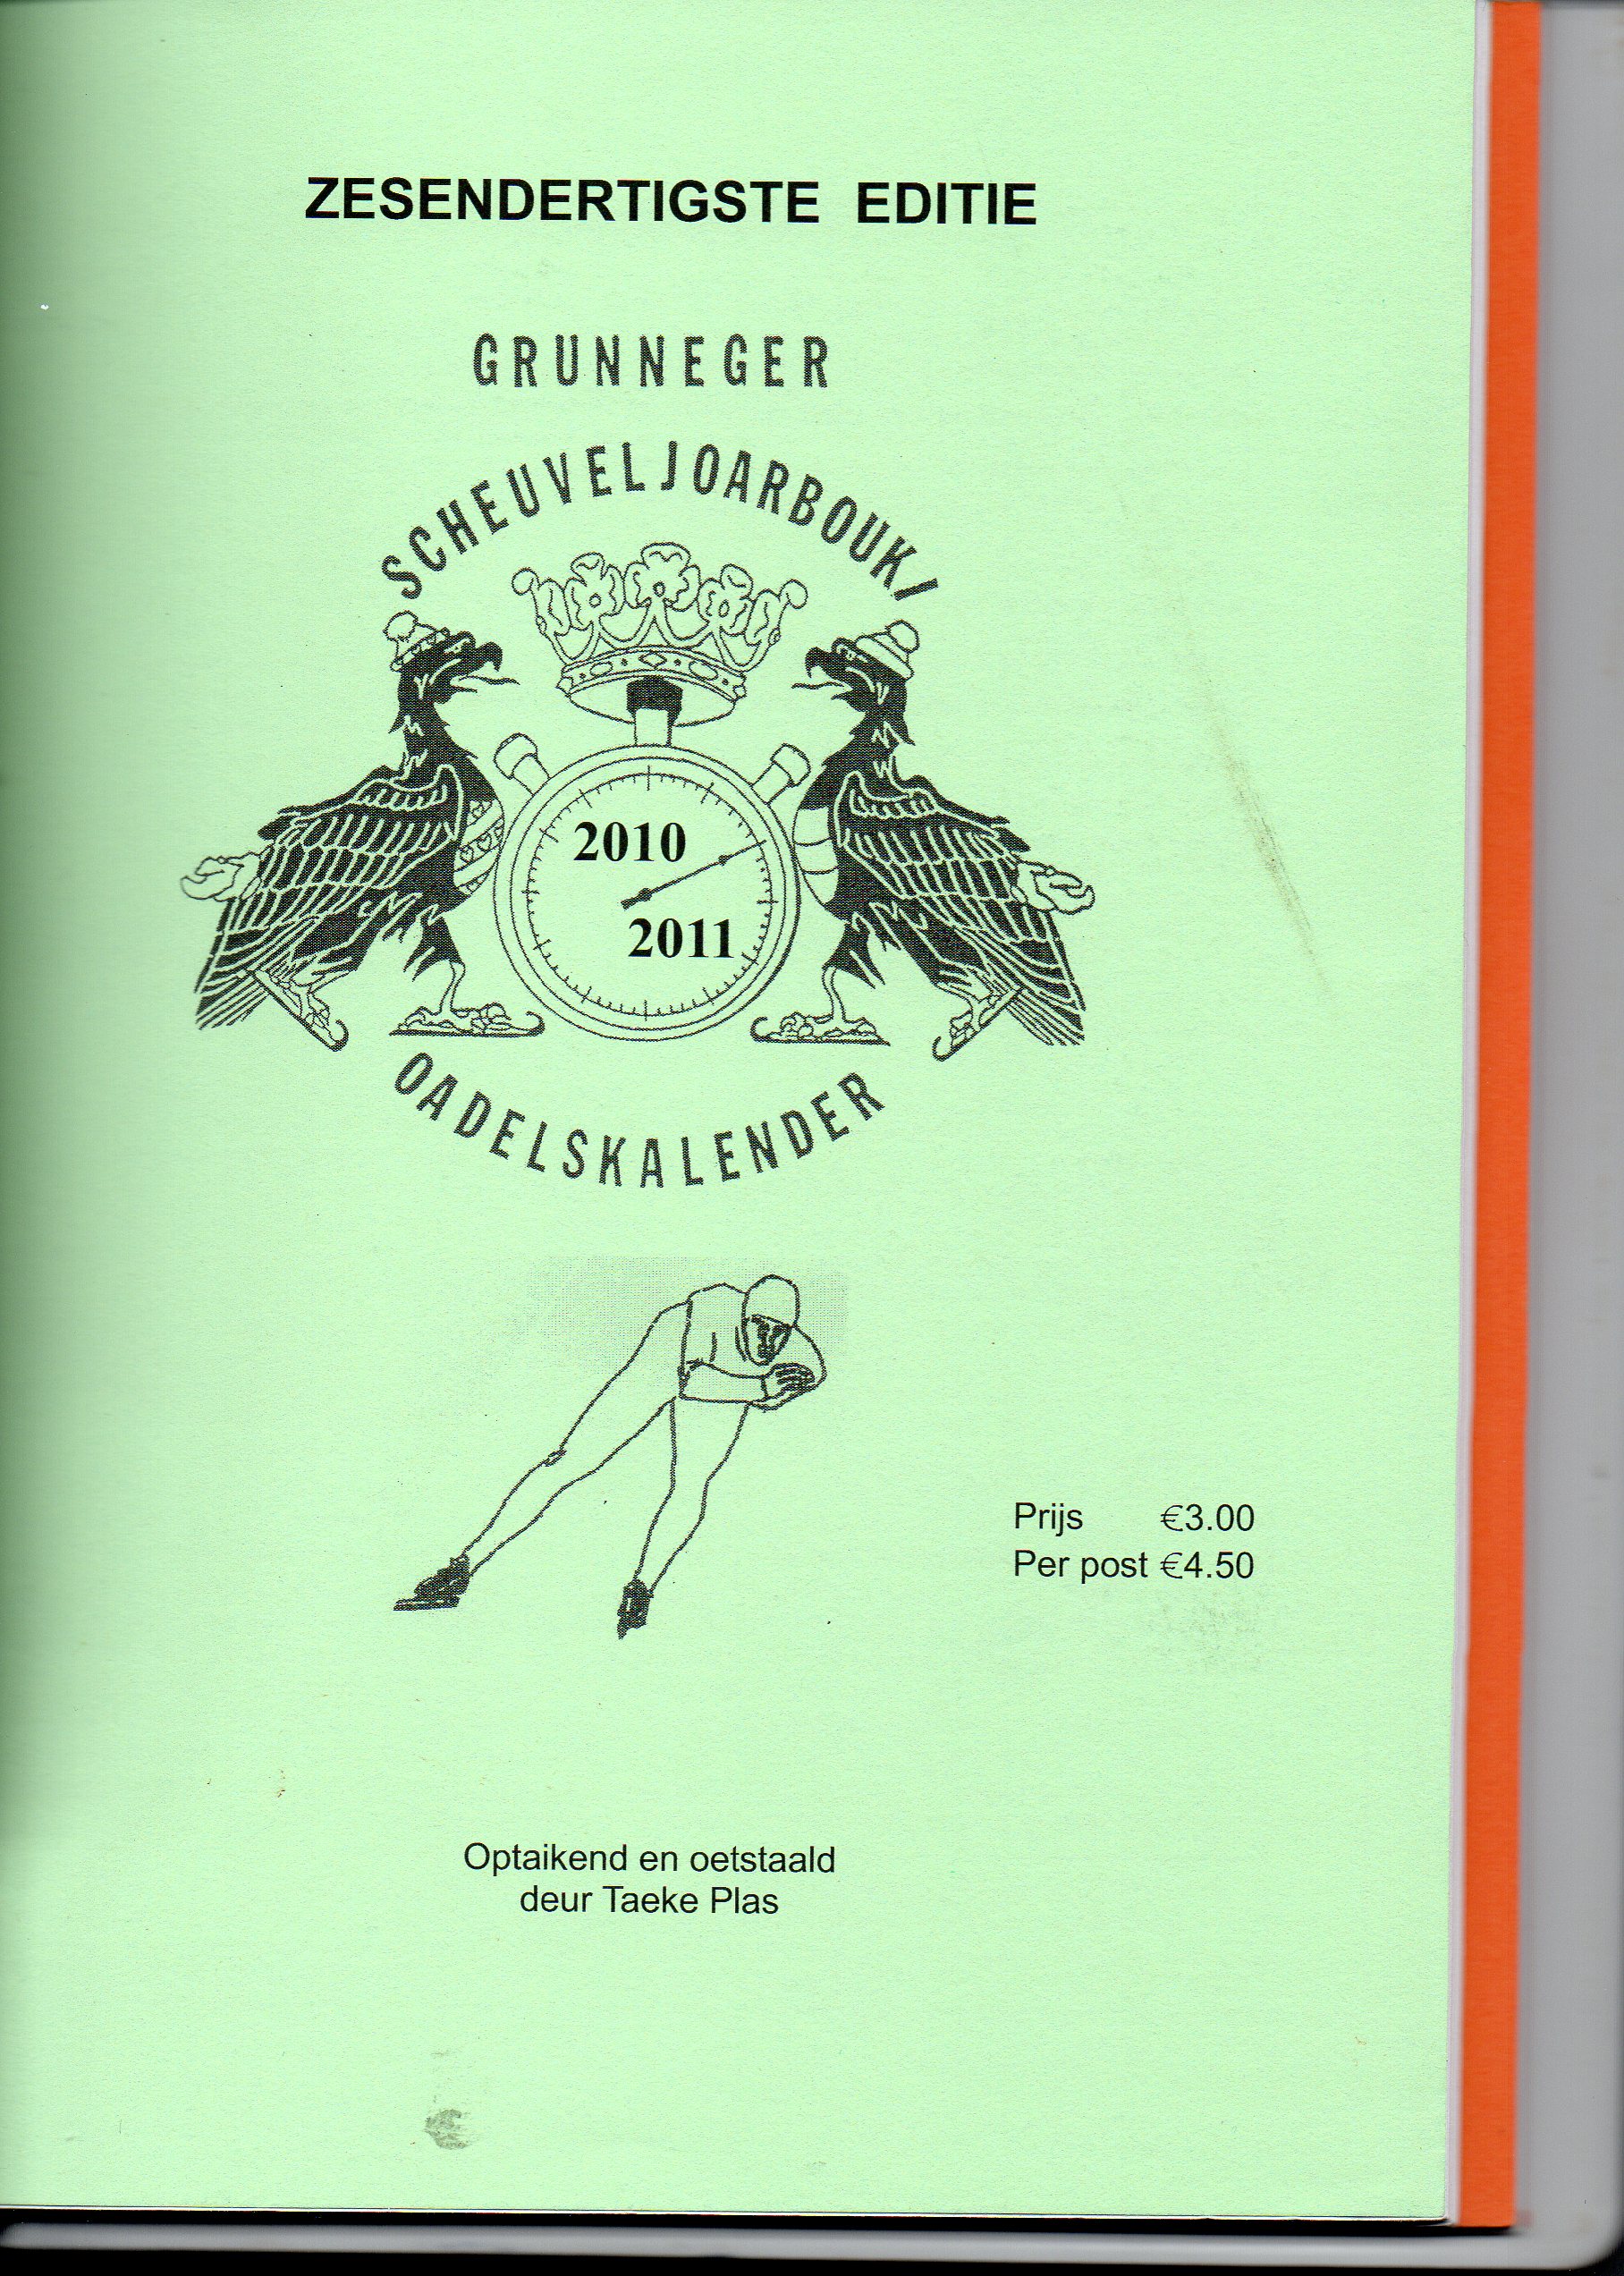 ZESENDERTIGSTE EDITIE
GRUNNEGER
SCHEUVELJOARBOUK/
2010
2011
OADELSKALENDER
Prijs €3.00
Per post €4.50
Optaikend en oetstaald
deur Taeke Plas